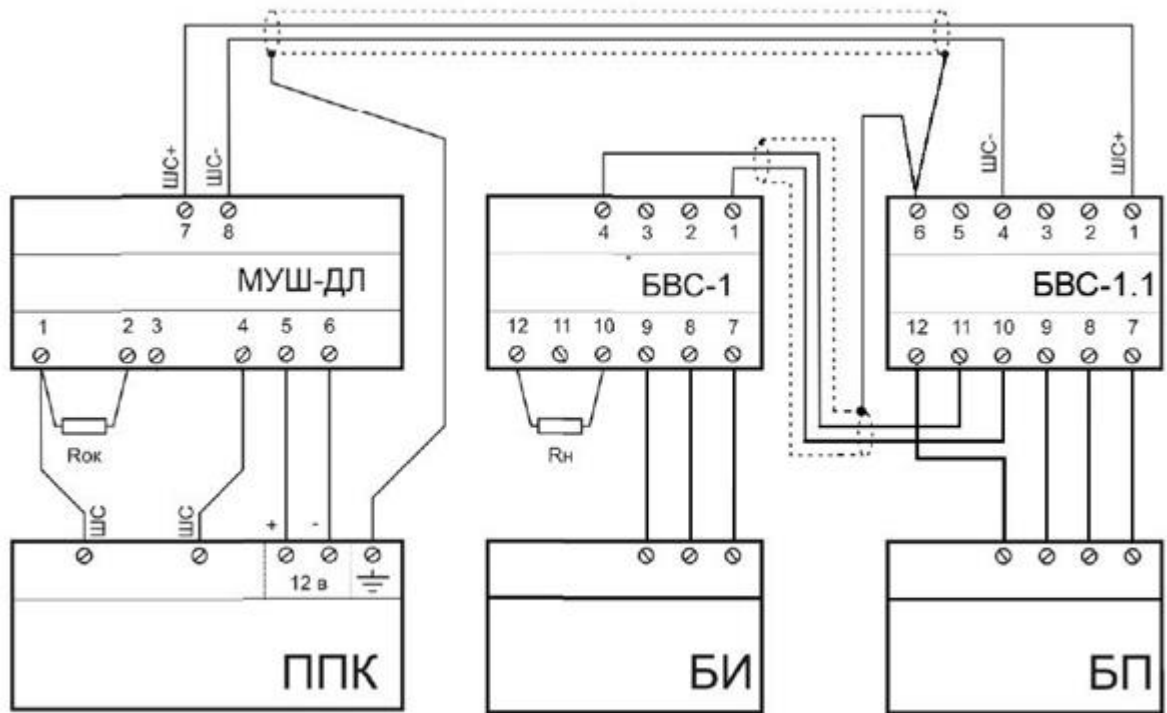 ШС+ ШС- ШС- ШС+
7 8 4 3 2 1 6 5 4 3 2 1
МУШ-ДЛ БВС-1 БВС-1.1
1 2 3 4 5 6 12 11 10 9 8 7 12 11 10 9 8 7
Rок Rн
ШС ШС + -
12 в
ППК БИ БП